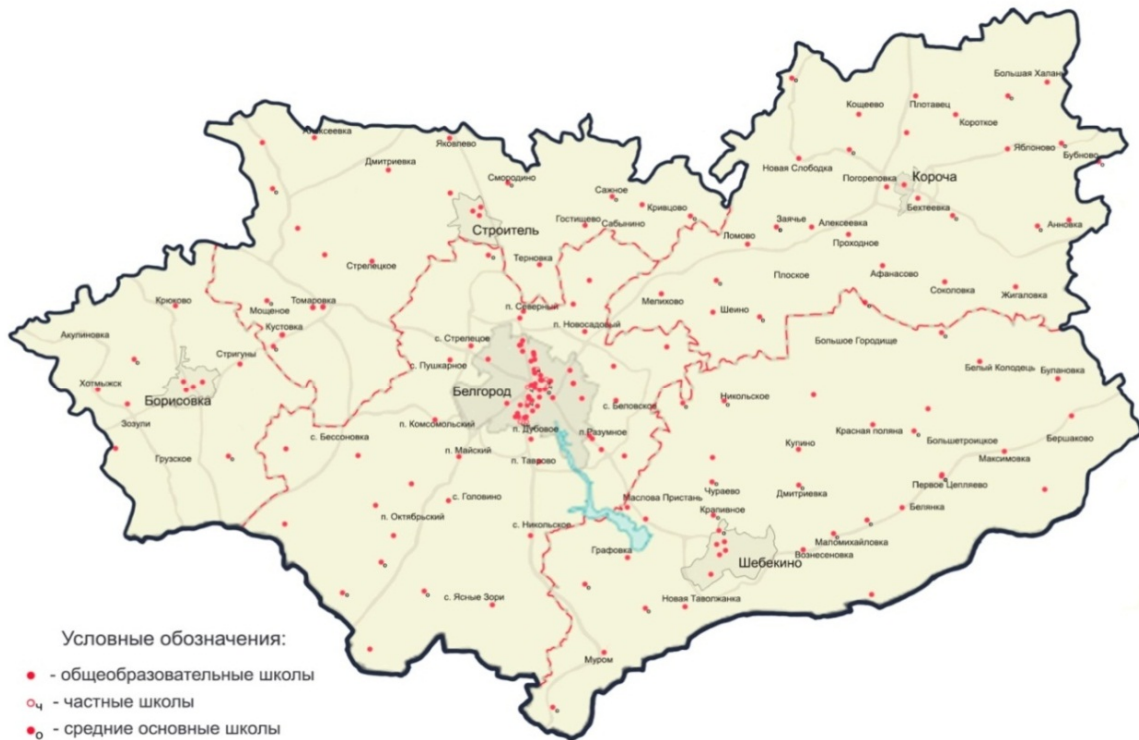 Большая Халань
Кощеево
Плотавец
Короткое
Алексеевка
Яковлево
Яблоново
Бубново
Дмитриевка
Смородино
Новая Слободка
Погореловка
Короча
Сажное
Кривцово
Бехтеевка
Гостищево
Сабынино
Строитель
Заячье
Алексеевка
Анновка
Ломово
Проходное
Терновка
Стрелецкое
Плоское
Афанасово
Соколовка
Жигаловка
Крюково
Мощеное
Томаровка
п. Северный
Мелихово
Шеино
Акулиновка
Кустовка
п. Новосадовый
с. Стрелецое
Большое Городище
Стригуны
с. Пушкарное
Белый Колодець
Булановка
Хотмыжск
Белгород
Борисовка
Никольское
с. Беловское
Зозули
п. Комсомольский
п. Дубовое
п. Разумное
Красная поляна
Бершаково
с. Бессоновка
Купино
Большетроицкое
Грузское
п. Майский
п. Таврово
Максимовка
Чураево
Дмитриевка
Первое Цепляево
с. Головино
Маслова Пристань
п. Октябрьский
Крапивное
Белянка
с. Никольское
Маломихайловка
Графовка
Шебекино
Вознесеновка
с. Ясные Зори
Новая Таволжанка
Муром
Условные обозначения:
- общеобразовательные школы
ч - частные школы
о - средние основные школы